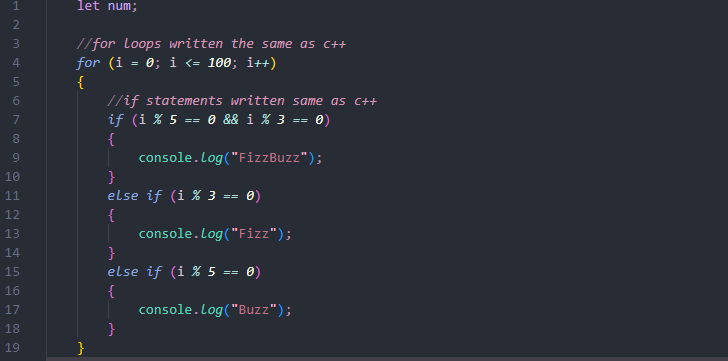 1 let num;
2
3 //for loops written the same as c++
4 for (i = 0; i <= 100; i++)
5 {
6 //if statements written same as c++
7 if (i % 5 == 0 && i % 3 == 0)
8 {
9 console.log("FizzBuzz");
10 }
11 else if (i % 3 == 0)
12 {
13 console.log("Fizz");
14 }
15 else if (i % 5 == 0)
16 {
17 console.log("Buzz");
18 }
19 }